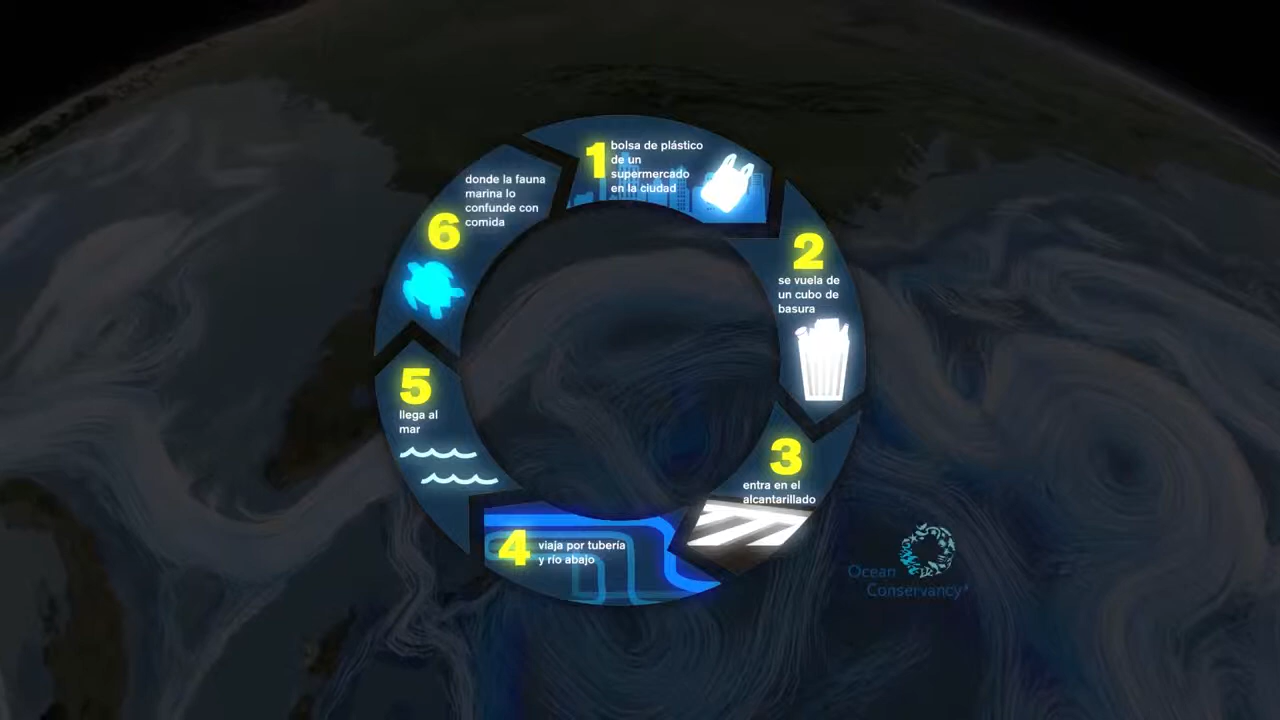 1
bolsa de plástico
de un
supermercado
en la ciudad
2
se vuela de
un cubo de
basura
3
entra en el
alcantarillado
4
viaja por tubería
y río abajo
5
llega al
mar
6
donde la fauna
marina lo
confunde con
comida
Ocean
Conservancy®